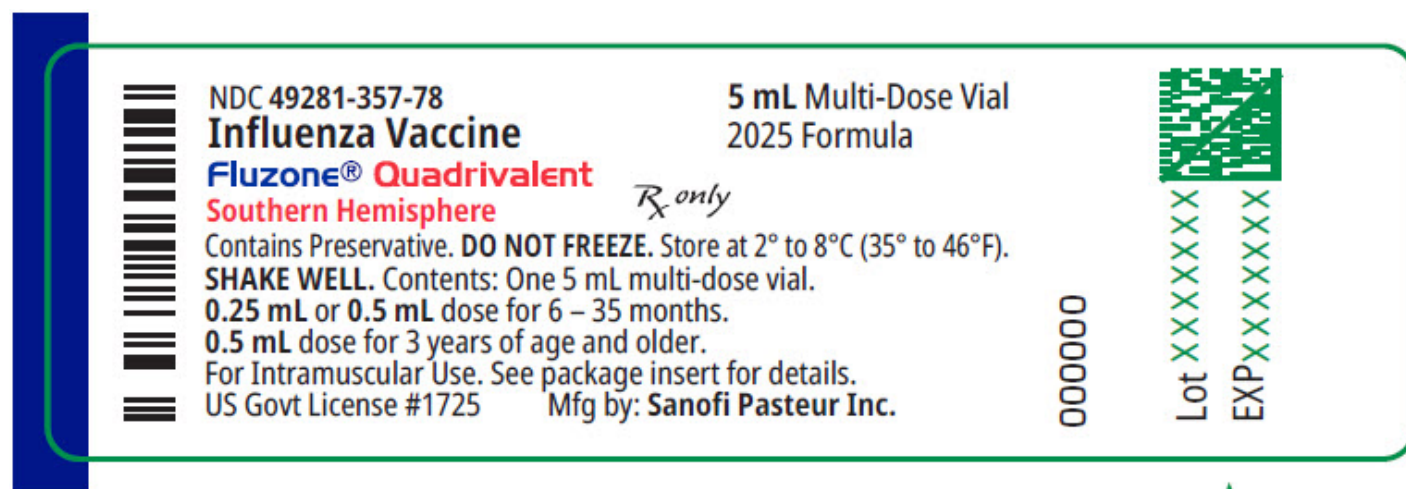 NDC 49281-357-78
5 mL Multi-Dose Vial
Influenza Vaccine
2025 Formula
Fluzone® Quadrivalent
Southern Hemisphere
Rx only
Contains Preservative. DO NOT FREEZE. Store at 2° to 8°C (35° to 46°F).
SHAKE WELL. Contents: One 5 mL multi-dose vial.
0.25 mL or 0.5 mL dose for 6 – 35 months.
0.5 mL dose for 3 years of age and older.
For Intramuscular Use. See package insert for details.
US Govt License #1725 Mfg by: Sanofi Pasteur Inc.
000000
Lot XXXXXXX
EXPXXXXXXX